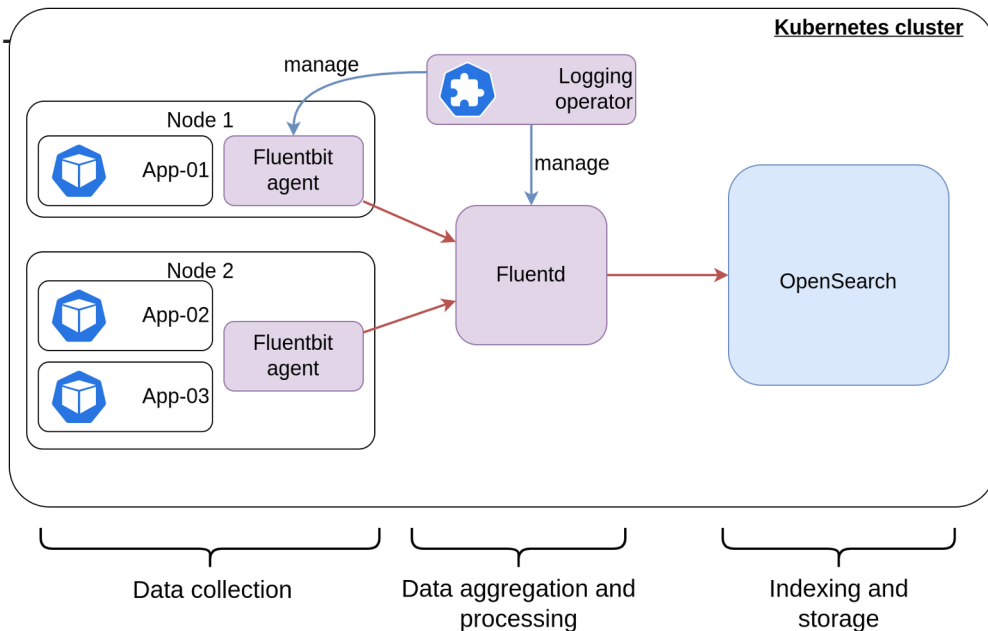 Kubernetes cluster
manage
Logging
operator
Node 1
App-01
Fluentbit
agent
manage
Node 2
App-02
App-03
Fluentbit
agent
Fluentd
OpenSearch
Data collection
Data aggregation and
processing
Indexing and
storage